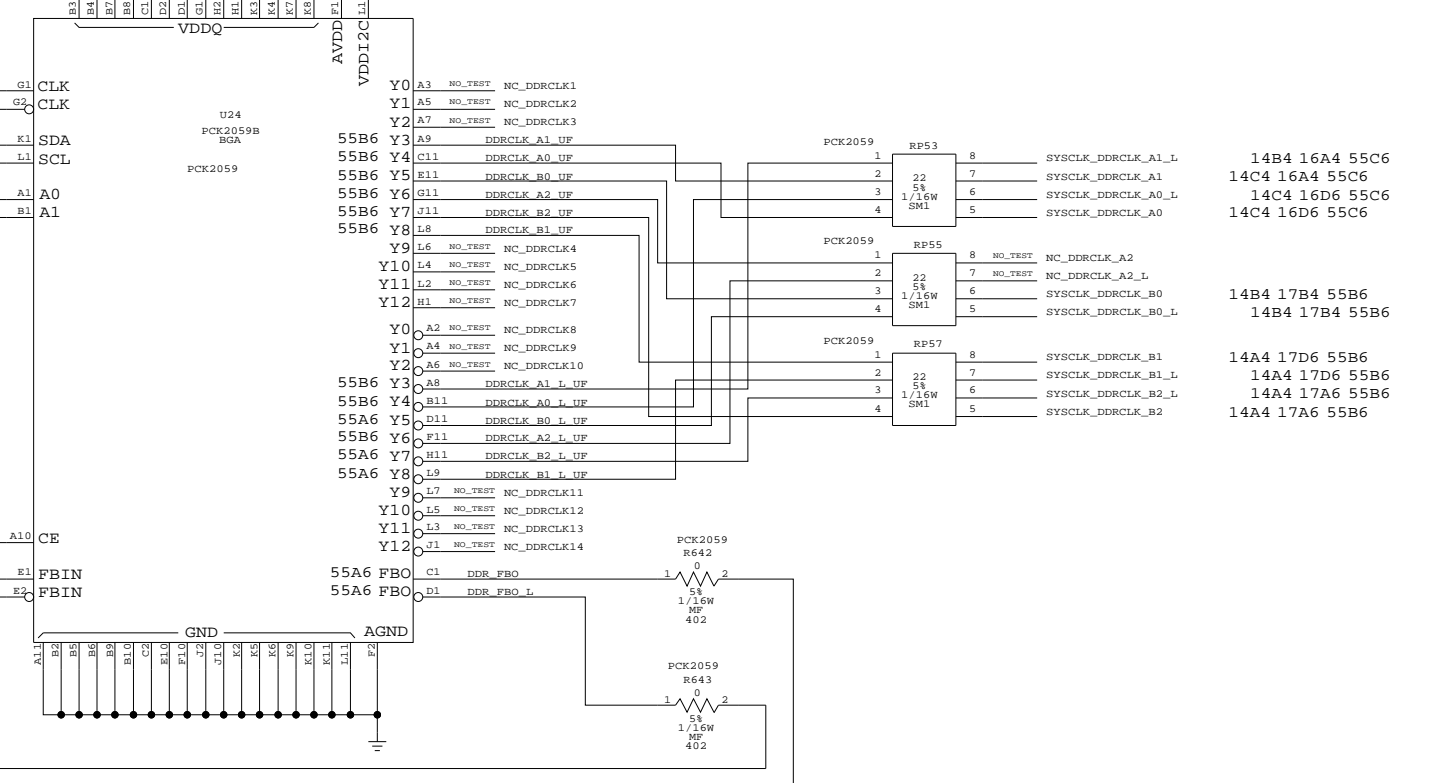 B3 B4 B7 B8 C1 D2 D1 G1 H2 H1 K3 K4 K7 K8 F1 L1
VDDQ AVDD VDDI2C
G1 CLK
G2 CLK
K1 SDA
L1 SCL
A1 A0
B1 A1
A10 CE
E1 FBIN
E2 FBIN
U24
PCK2059B
BGA
PCK2059
Y0 A3 NO_TEST NC_DDRCLK1
Y1 A5 NO_TEST NC_DDRCLK2
Y2 A7 NO_TEST NC_DDRCLK3
55B6 Y3 A9 DDRCLK_A1_UF
55B6 Y4 C11 DDRCLK_A0_UF
55B6 Y5 E11 DDRCLK_B0_UF
55B6 Y6 G11 DDRCLK_A2_UF
55B6 Y7 J11 DDRCLK_B2_UF
55B6 Y8 L8 DDRCLK_B1_UF
Y9 L6 NO_TEST NC_DDRCLK4
Y10 L4 NO_TEST NC_DDRCLK5
Y11 L2 NO_TEST NC_DDRCLK6
Y12 H1 NO_TEST NC_DDRCLK7
Y0 A2 NO_TEST NC_DDRCLK8
Y1 A4 NO_TEST NC_DDRCLK9
Y2 A6 NO_TEST NC_DDRCLK10
55B6 Y3 A8 DDRCLK_A1_L_UF
55B6 Y4 B11 DDRCLK_A0_L_UF
55A6 Y5 D11 DDRCLK_B0_L_UF
55B6 Y6 F11 DDRCLK_A2_L_UF
55A6 Y7 H11 DDRCLK_B2_L_UF
55A6 Y8 L9 DDRCLK_B1_L_UF
Y9 L7 NO_TEST NC_DDRCLK11
Y10 L5 NO_TEST NC_DDRCLK12
Y11 L3 NO_TEST NC_DDRCLK13
Y12 J1 NO_TEST NC_DDRCLK14
55A6 FBO C1 DDR_FBO
55A6 FBO D1 DDR_FBO_L
GND AGND
A11 B2 B5 B6 B9 B10 C2 E10 F10 J2 J10 K2 K5 K6 K9 K10 K11 L11 F2
PCK2059 RP53
22
5%
1/16W
SM1
1 8 SYSCLK_DDRCLK_A1_L 14B4 16A4 55C6
2 7 SYSCLK_DDRCLK_A1 14C4 16A4 55C6
3 6 SYSCLK_DDRCLK_A0_L 14C4 16D6 55C6
4 5 SYSCLK_DDRCLK_A0 14C4 16D6 55C6
PCK2059 RP55
22
5%
1/16W
SM1
1 8 NO_TEST NC_DDRCLK_A2
2 7 NO_TEST NC_DDRCLK_A2_L
3 6 SYSCLK_DDRCLK_B0 14B4 17B4 55B6
4 5 SYSCLK_DDRCLK_B0_L 14B4 17B4 55B6
PCK2059 RP57
22
5%
1/16W
SM1
1 8 SYSCLK_DDRCLK_B1 14A4 17D6 55B6
2 7 SYSCLK_DDRCLK_B1_L 14A4 17D6 55B6
3 6 SYSCLK_DDRCLK_B2_L 14A4 17A6 55B6
4 5 SYSCLK_DDRCLK_B2 14A4 17A6 55B6
PCK2059
R642
0
1 2
5%
1/16W
MF
402
PCK2059
R643
0
1 2
5%
1/16W
MF
402